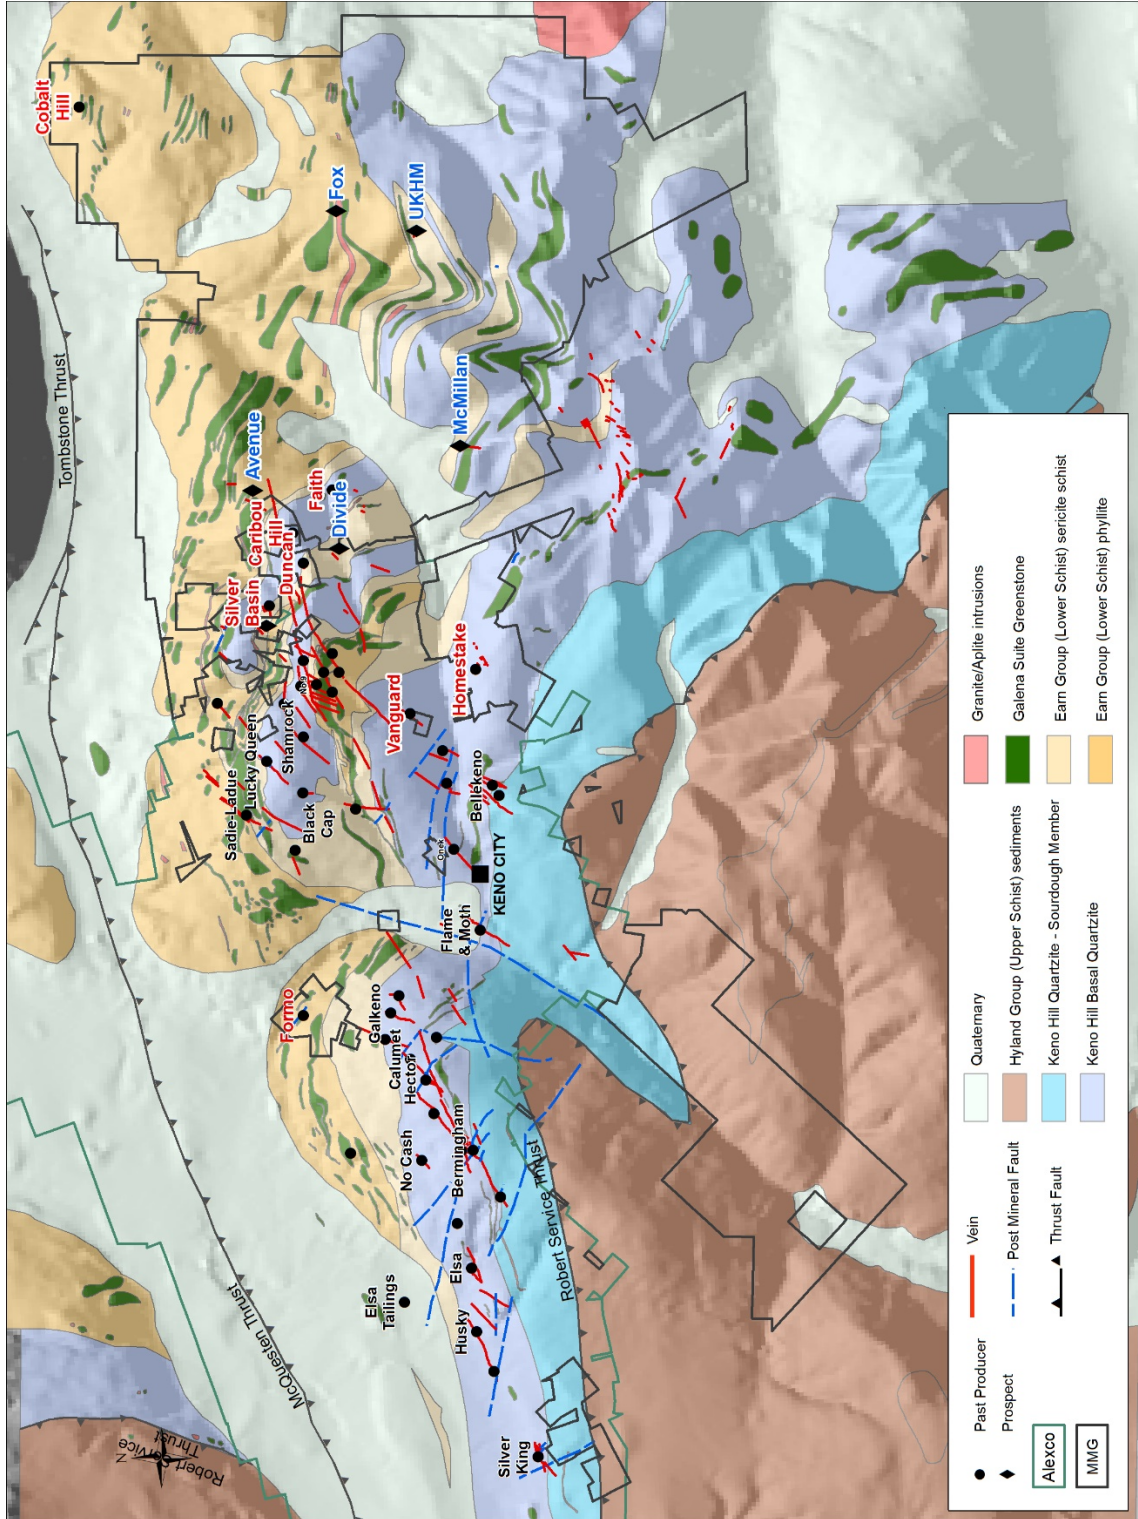 Cobalt
Hill
Tombstone Thrust
Fox
UKHM
Avenue
McMillan
Caribou
Hill
Faith
Divide
Duncan
Silver
Basin
No 9
Shamrock
Lucky Queen
Sadie-Ladue
Black
Cap
Vanguard
Homestake
Bellekeno
Onek
KENO CITY
Flame
& Moth
Formo
Galkeno
Calumet
Hector
No Cash
Bermingham
Elsa
Elsa
Tailings
Husky
Silver
King
McQuesten Thrust
Robert Service Thrust
Robert Service
Thrust
N
Past Producer
Prospect
Alexco
MMG
Vein
Post Mineral Fault
Thrust Fault
Quaternary
Hyland Group (Upper Schist) sediments
Keno Hill Quartzite - Sourdough Member
Keno Hill Basal Quartzite
Granite/Aplite intrusions
Galena Suite Greenstone
Earn Group (Lower Schist) sericite schist
Earn Group (Lower Schist) phyllite